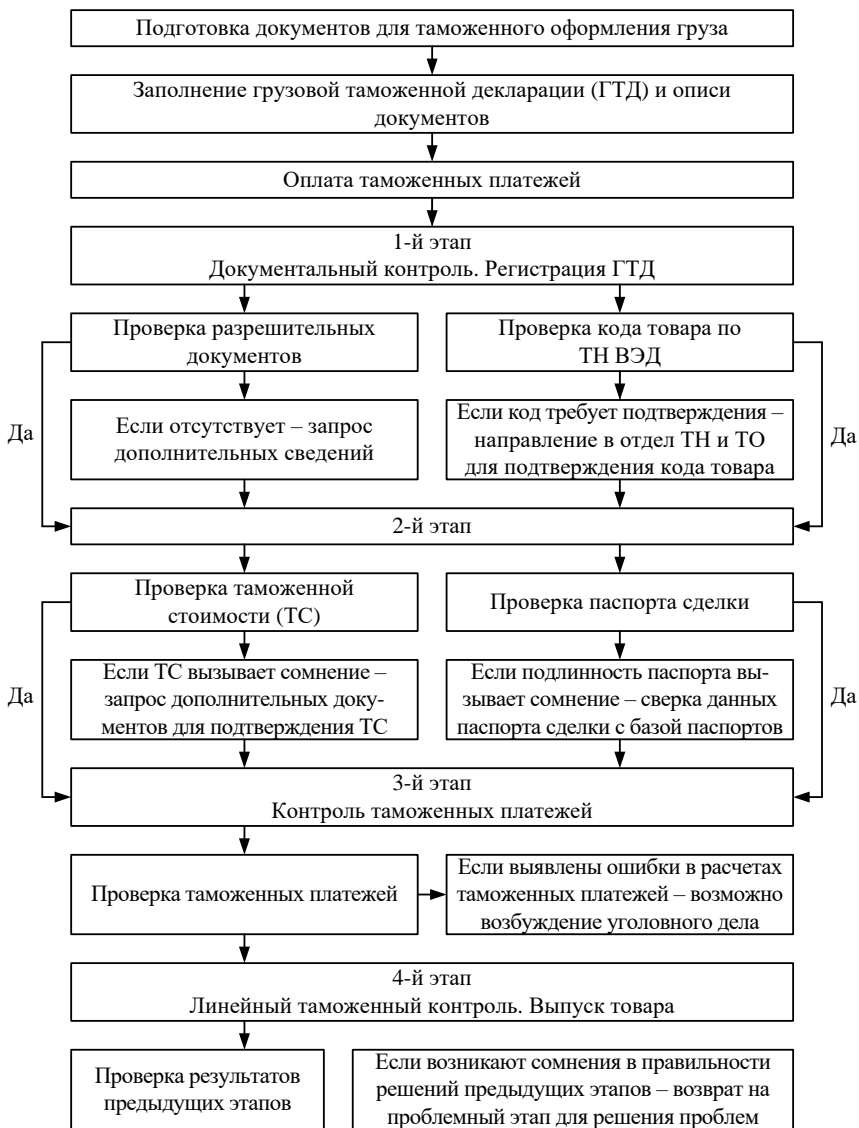 Подготовка документов для таможенного оформления груза
Заполнение грузовой таможенной декларации (ГТД) и описи
документов
Оплата таможенных платежей
1-й этап
Документальный контроль. Регистрация ГТД
Проверка разрешительных
документов
Проверка кода товара по
ТН ВЭД
Да
Если отсутствует – запрос
дополнительных сведений
Если код требует подтверждения –
направление в отдел ТН и ТО
для подтверждения кода товара
Да
2-й этап
Проверка таможенной
стоимости (ТС)
Проверка паспорта сделки
Да
Если ТС вызывает сомнение –
запрос дополнительных доку-
ментов для подтверждения ТС
Если подлинность паспорта вы-
зывает сомнение – сверка данных
паспорта сделки с базой паспортов
Да
3-й этап
Контроль таможенных платежей
Проверка таможенных платежей
Если выявлены ошибки в расчетах
таможенных платежей – возможно
возбуждение уголовного дела
4-й этап
Линейный таможенный контроль. Выпуск товара
Проверка результатов
предыдущих этапов
Если возникают сомнения в правильности
решений предыдущих этапов – возврат на
проблемный этап для решения проблем